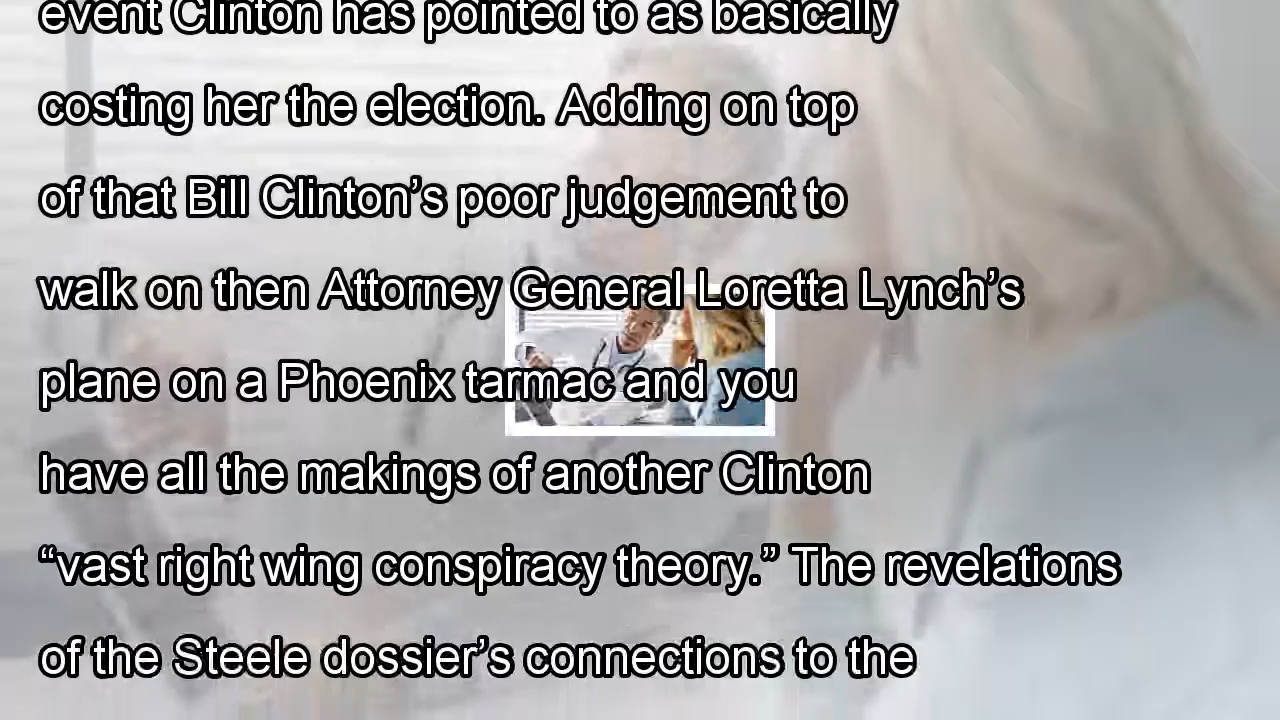 event Clinton has pointed to as basically
costing her the election. Adding on top
of that Bill Clinton’s poor judgement to
walk on then Attorney General Loretta Lynch’s
plane on a Phoenix tarmac and you
have all the makings of another Clinton
“vast right wing conspiracy theory.” The revelations
of the Steele dossier’s connections to the